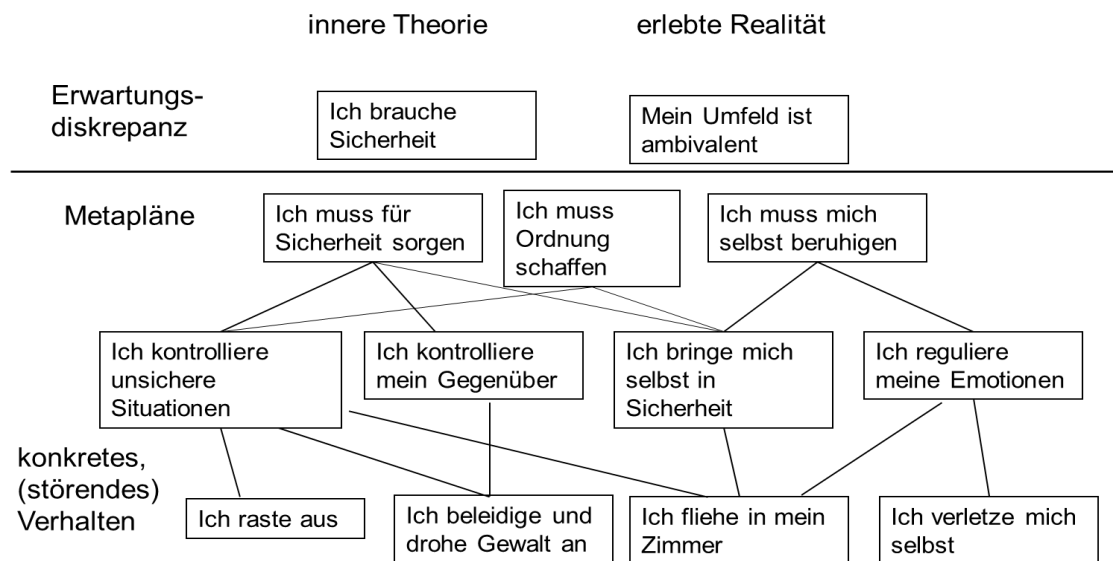 innere Theorie
erlebte Realität
Erwartungs-
diskrepanz
Ich brauche
Sicherheit
Mein Umfeld ist
ambivalent
Metapläne
Ich muss für
Sicherheit sorgen
Ich muss
Ordnung
schaffen
Ich muss mich
selbst beruhigen
Ich kontrolliere
unsichere
Situationen
Ich kontrolliere
mein Gegenüber
Ich bringe mich
selbst in
Sicherheit
Ich reguliere
meine Emotionen
konkretes,
(störendes)
Verhalten
Ich raste aus
Ich beleidige und
drohe Gewalt an
Ich fliehe in mein
Zimmer
Ich verletze mich
selbst